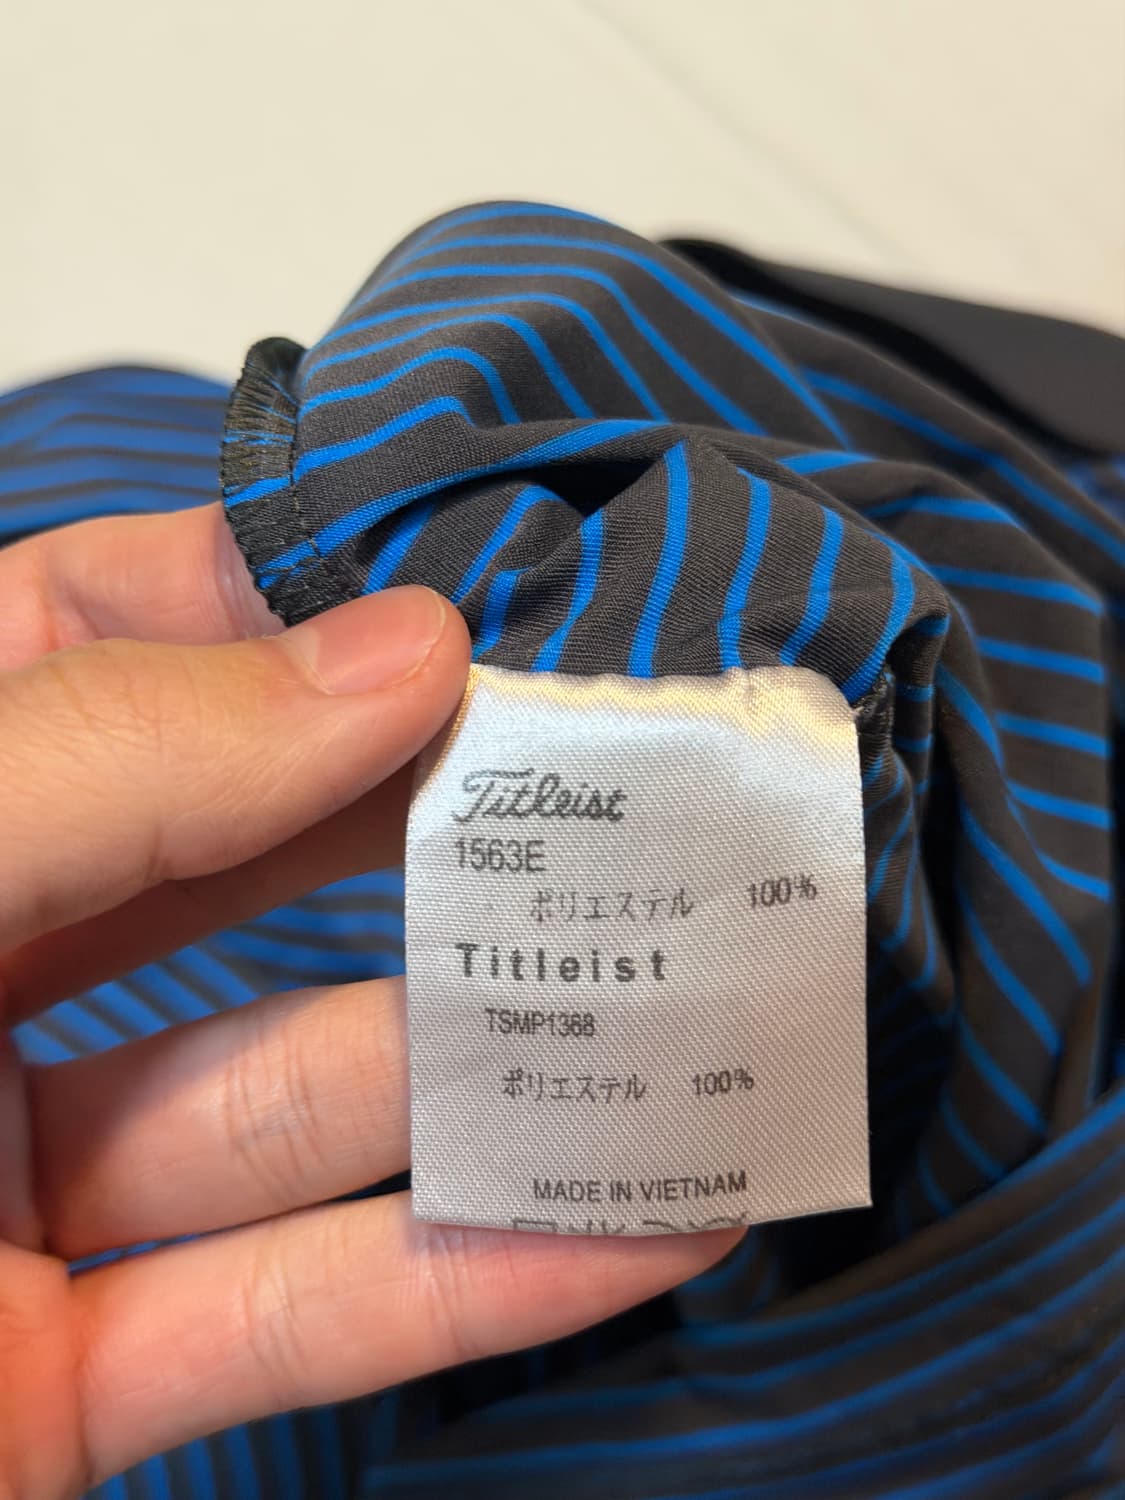 Titleist
1563E
ポリエステル 100%
Titleist
TSMP1368
ポリエステル 100%
MADE IN VIETNAM